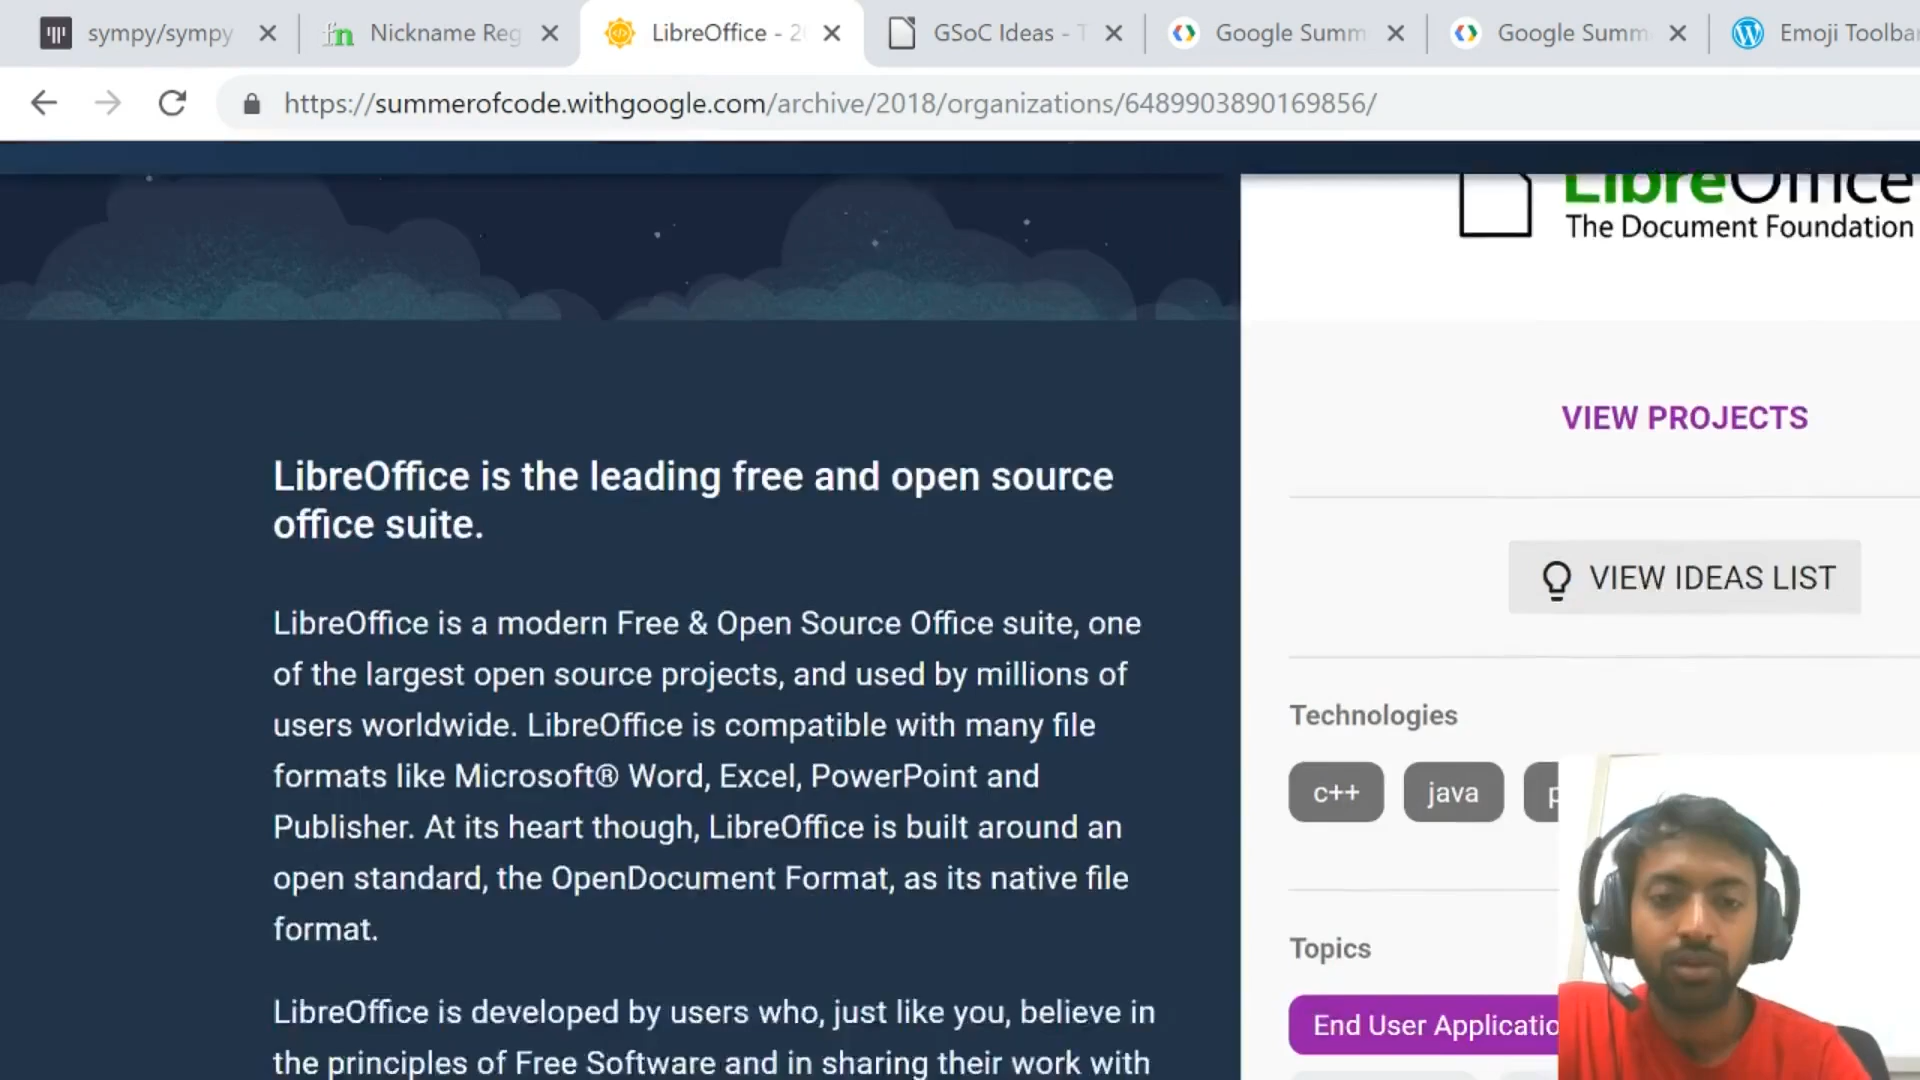 sympy/sympy
Nickname Reg
LibreOffice - 2
GSoC Ideas - T
Google Summ
Google Summ
Emoji Toolba
https://summerofcode.withgoogle.com/archive/2018/organizations/6489903890169856/
LibreOffice
The Document Foundation
LibreOffice is the leading free and open source
office suite.
LibreOffice is a modern Free & Open Source Office suite, one
of the largest open source projects, and used by millions of
users worldwide. LibreOffice is compatible with many file
formats like Microsoft® Word, Excel, PowerPoint and
Publisher. At its heart though, LibreOffice is built around an
open standard, the OpenDocument Format, as its native file
format.
LibreOffice is developed by users who, just like you, believe in
the principles of Free Software and in sharing their work with
VIEW PROJECTS
VIEW IDEAS LIST
Technologies
c++
java
p
Topics
End User Applicatio